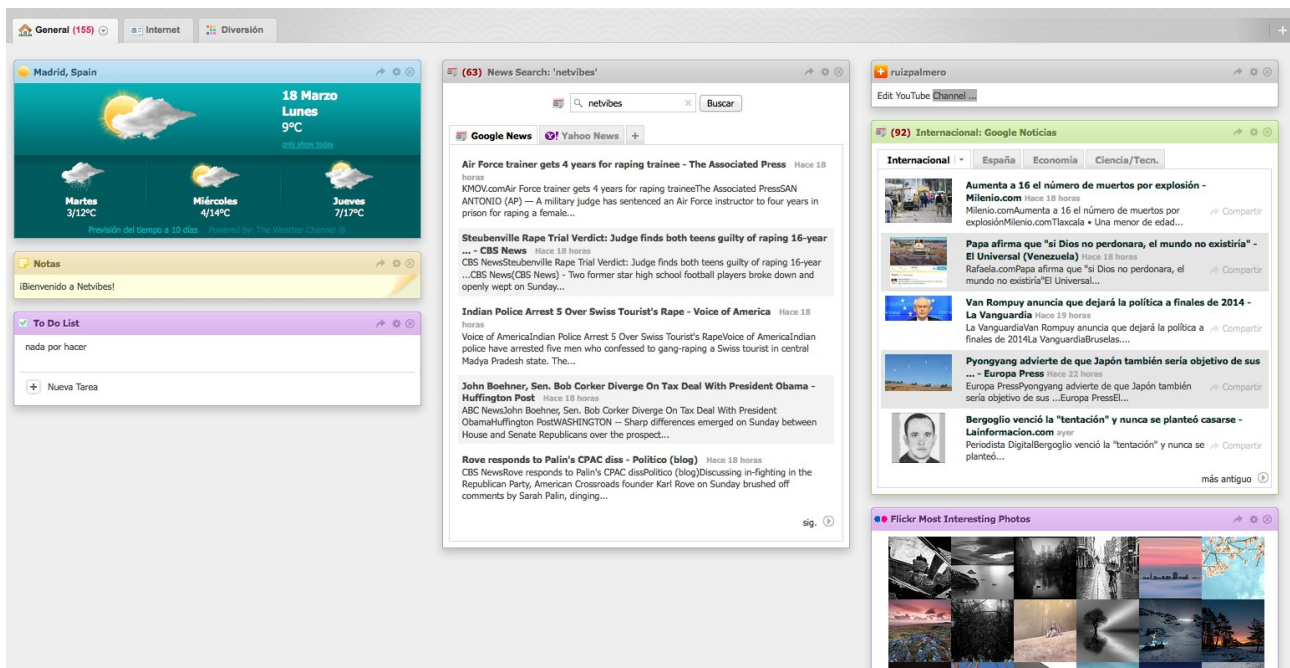 General (155)
Internet
Diversión
Madrid, Spain
18 Marzo
Lunes
9ºC
only show today
Martes
3/12ºC
Miércoles
4/14ºC
Jueves
7/17ºC
Previsión del tiempo a 10 días Powered by: The Weather Channel
Notas
¡Bienvenido a Netvibes!
To Do List
nada por hacer
+ Nueva Tarea
(63) News Search: 'netvibes'
netvibes
Buscar
Google News
Yahoo News
+
Air Force trainer gets 4 years for raping trainee - The Associated Press Hace 18
horas
KMOV.comAir Force trainer gets 4 years for raping traineeThe Associated PressSAN
ANTONIO (AP) — A military judge has sentenced an Air Force instructor to four years in
prison for raping a female...
Steubenville Rape Trial Verdict: Judge finds both teens guilty of raping 16-year
... - CBS News Hace 18 horas
CBS NewsSteubenville Rape Trial Verdict: Judge finds both teens guilty of raping 16-year
...CBS News(CBS News) - Two former star high school football players broke down and
openly wept on Sunday...
Indian Police Arrest 5 Over Swiss Tourist's Rape - Voice of America Hace 18
horas
Voice of AmericaIndian Police Arrest 5 Over Swiss Tourist's RapeVoice of AmericaIndian
police have arrested five men who confessed to gang-raping a Swiss tourist in central
Madya Pradesh state. The...
John Boehner, Sen. Bob Corker Diverge On Tax Deal With President Obama -
Huffington Post Hace 18 horas
ABC NewsJohn Boehner, Sen. Bob Corker Diverge On Tax Deal With President
ObamaHuffington PostWASHINGTON -- Sharp differences emerged on Sunday between
House and Senate Republicans over the prospect...
Rove responds to Palin's CPAC diss - Politico (blog) Hace 18 horas
CBS NewsRove responds to Palin's CPAC dissPolitico (blog)Discussing in-fighting in the
Republican Party, American Crossroads founder Karl Rove on Sunday brushed off
comments by Sarah Palin, dinging...
sig.
ruizpalmero
Edit YouTube Channel ...
(92) Internacional: Google Noticias
Internacional
España
Economía
Ciencia/Tecn.
Aumenta a 16 el número de muertos por explosión -
Milenio.com Hace 18 horas
Milenio.comAumenta a 16 el número de muertos por
explosiónMilenio.comTlaxcala • Una menor de edad...
Compartir
Papa afirma que "si Dios no perdonara, el mundo no existiría" -
El Universal (Venezuela) Hace 18 horas
Rafaela.comPapa afirma que "si Dios no perdonara, el
mundo no existiría"El Universal...
Compartir
Van Rompuy anuncia que dejará la política a finales de 2014 -
La Vanguardia Hace 19 horas
La VanguardiaVan Rompuy anuncia que dejará la política a
finales de 2014La VanguardiaBruselas....
Compartir
Pyongyang advierte de que Japón también sería objetivo de sus
... - Europa Press Hace 22 horas
Europa PressPyongyang advierte de que Japón también
sería objetivo de sus ...Europa PressEl...
Compartir
Bergoglio venció la "tentación" y nunca se planteó casarse -
Lainformacion.com ayer
Periodista DigitalBergoglio venció la "tentación" y nunca se
planteó...
Compartir
más antiguo
Flickr Most Interesting Photos